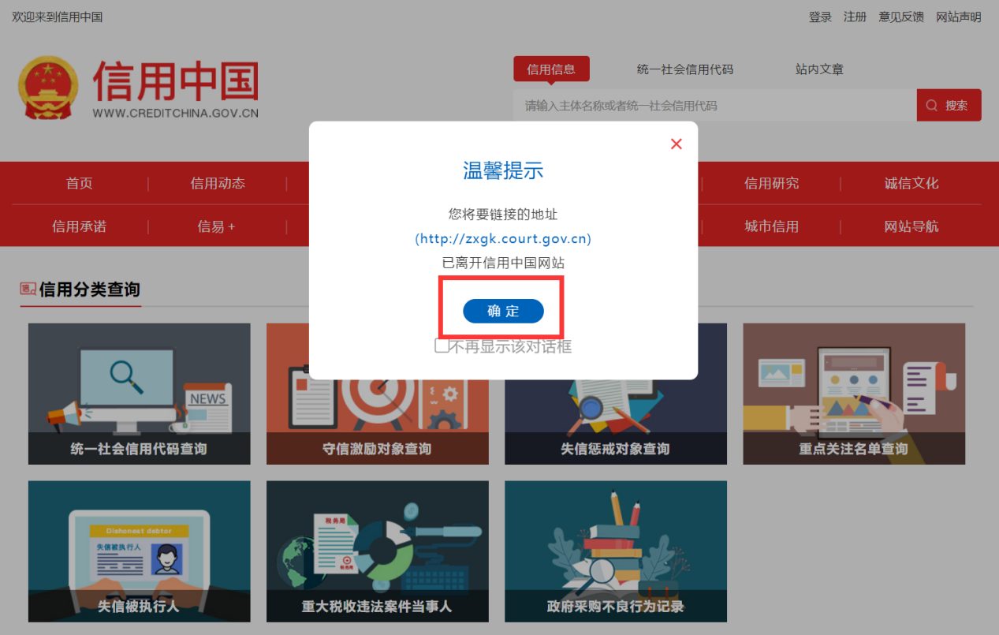 欢迎来到信用中国
登录 注册 意见反馈 网站声明
信用中国
WWW.CREDITCHINA.GOV.CN
信用信息 统一社会信用代码 站内文章
请输入主体名称或者统一社会信用代码
搜索
首页 信用动态 信用研究 诚信文化
信用承诺 信易+ 城市信用 网站导航
温馨提示
您将要链接的地址
(http://zxgk.court.gov.cn)
已离开信用中国网站
确 定
不再显示该对话框
信用分类查询
NEWS
统一社会信用代码查询
守信激励对象查询
失信惩戒对象查询
重点关注名单查询
Dishonest debtor
失信被执行人
失信被执行人
税务局
重大税收违法案件当事人
政府采购不良行为记录